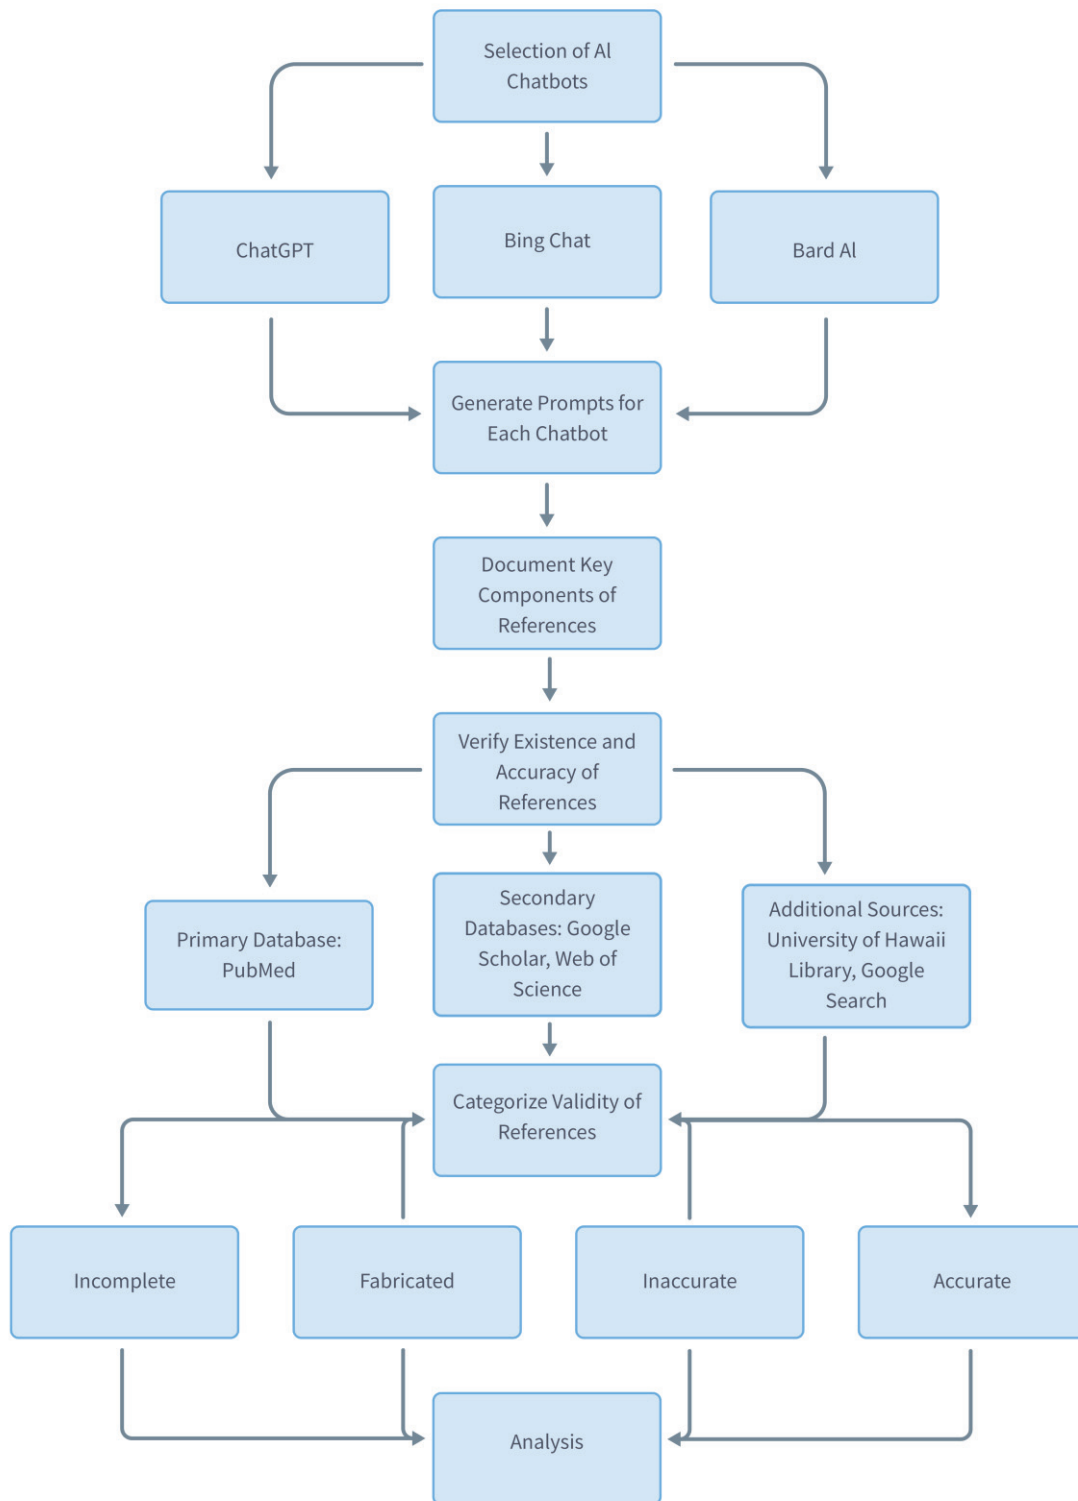 Selection of AI
Chatbots
ChatGPT
Bing Chat
Bard AI
Generate Prompts for
Each Chatbot
Document Key
Components of
References
Verify Existence and
Accuracy of
References
Primary Database:
PubMed
Secondary
Databases: Google
Scholar, Web of
Science
Additional Sources:
University of Hawaii
Library, Google
Search
Categorize Validity of
References
Incomplete
Fabricated
Inaccurate
Accurate
Analysis